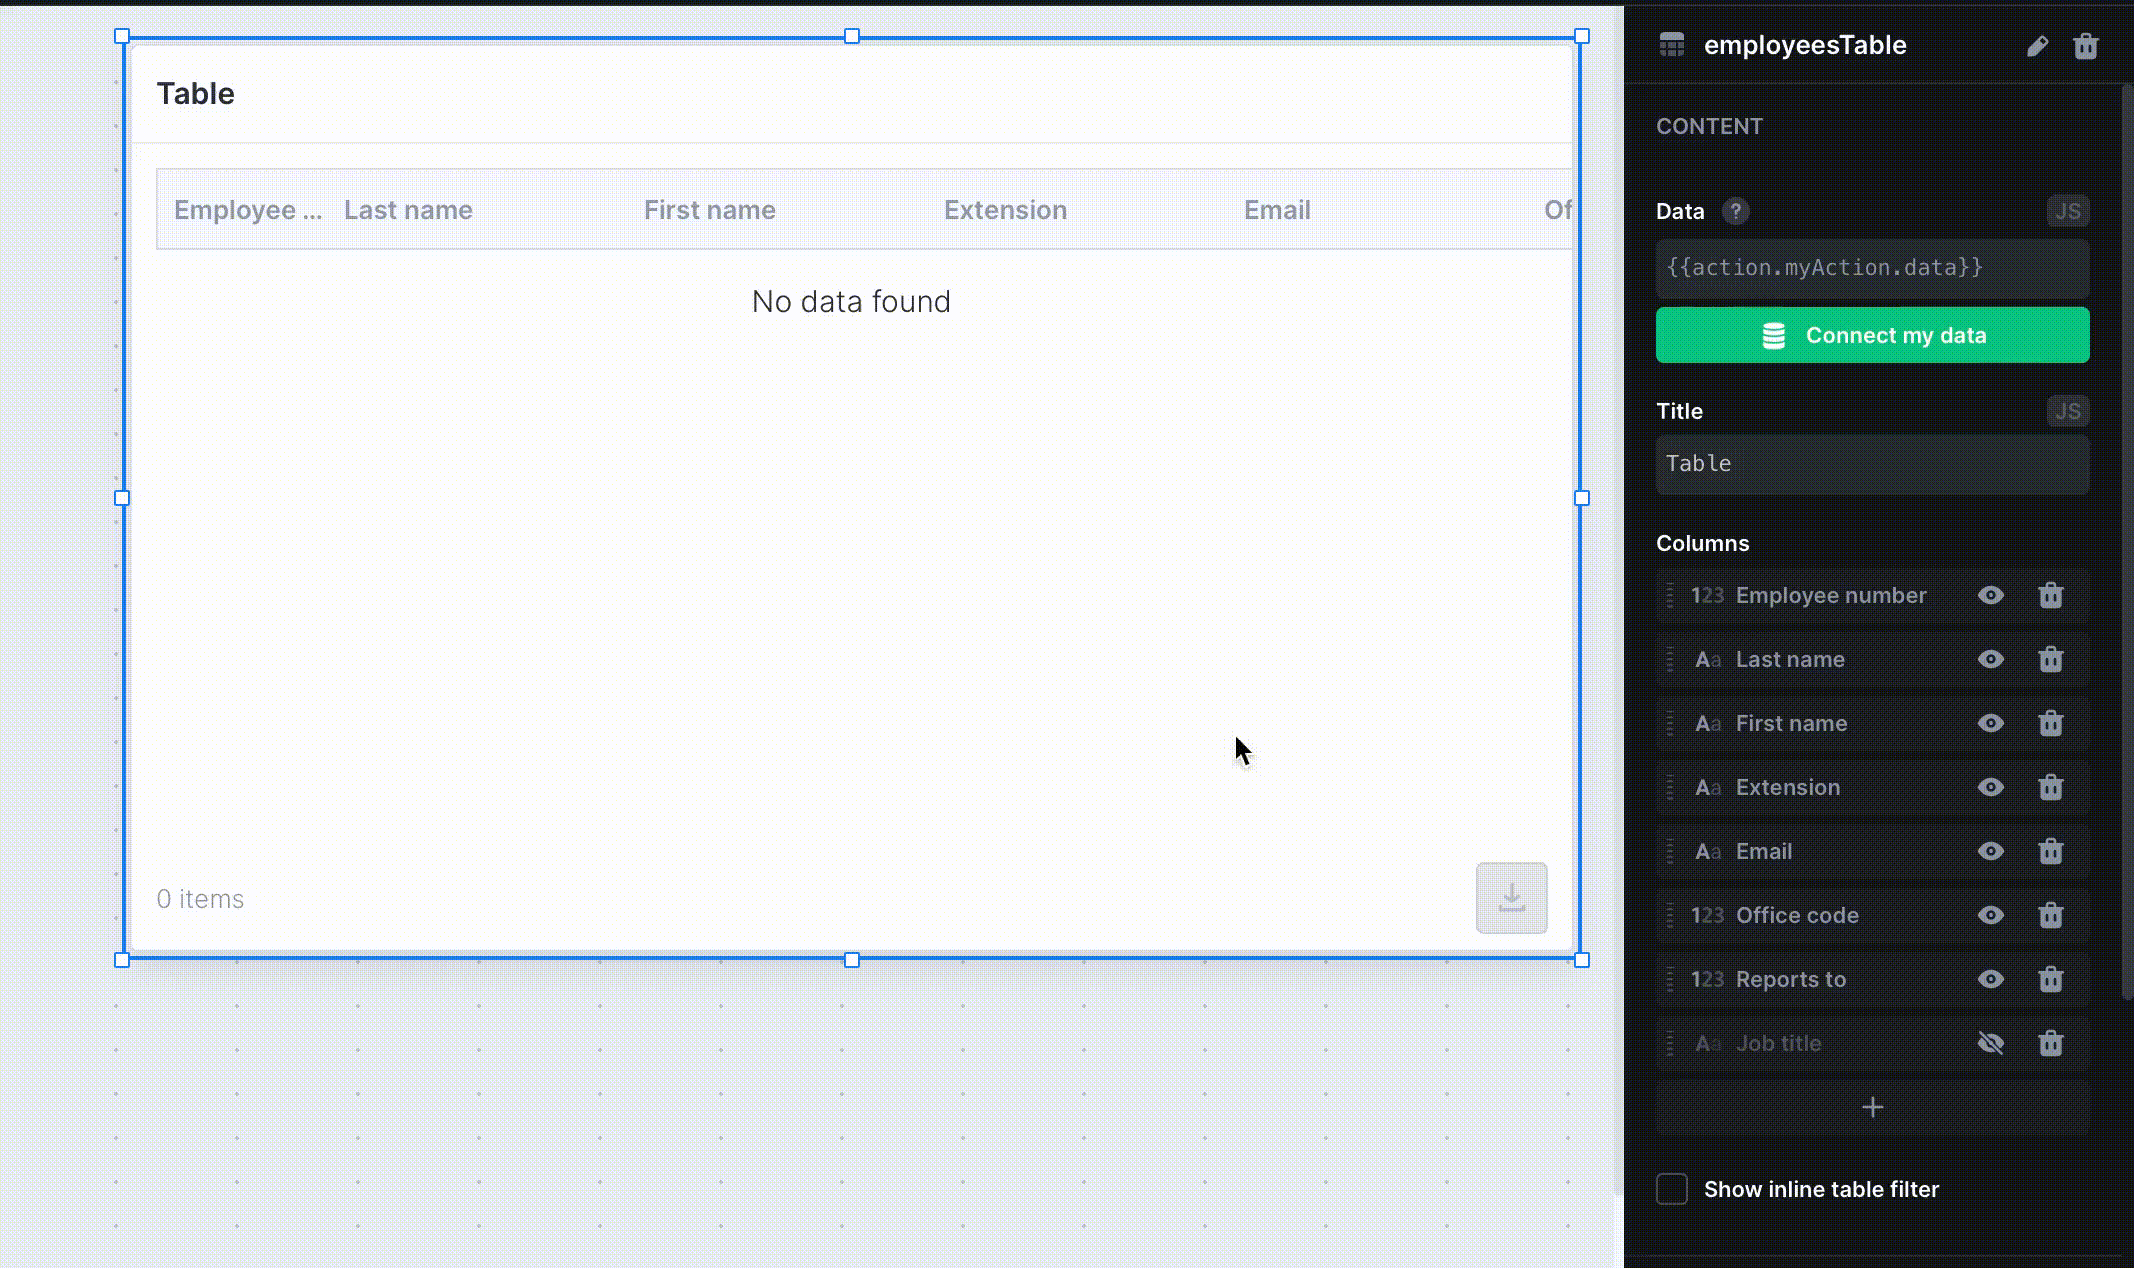 Table
Employee ... Last name First name Extension Email Of
No data found
0 items
employeesTable
CONTENT
Data ? JS
{{action.myAction.data}}
Connect my data
Title JS
Table
Columns
123 Employee number
Aa Last name
Aa First name
Aa Extension
Aa Email
123 Office code
123 Reports to
Aa Job title
Show inline table filter